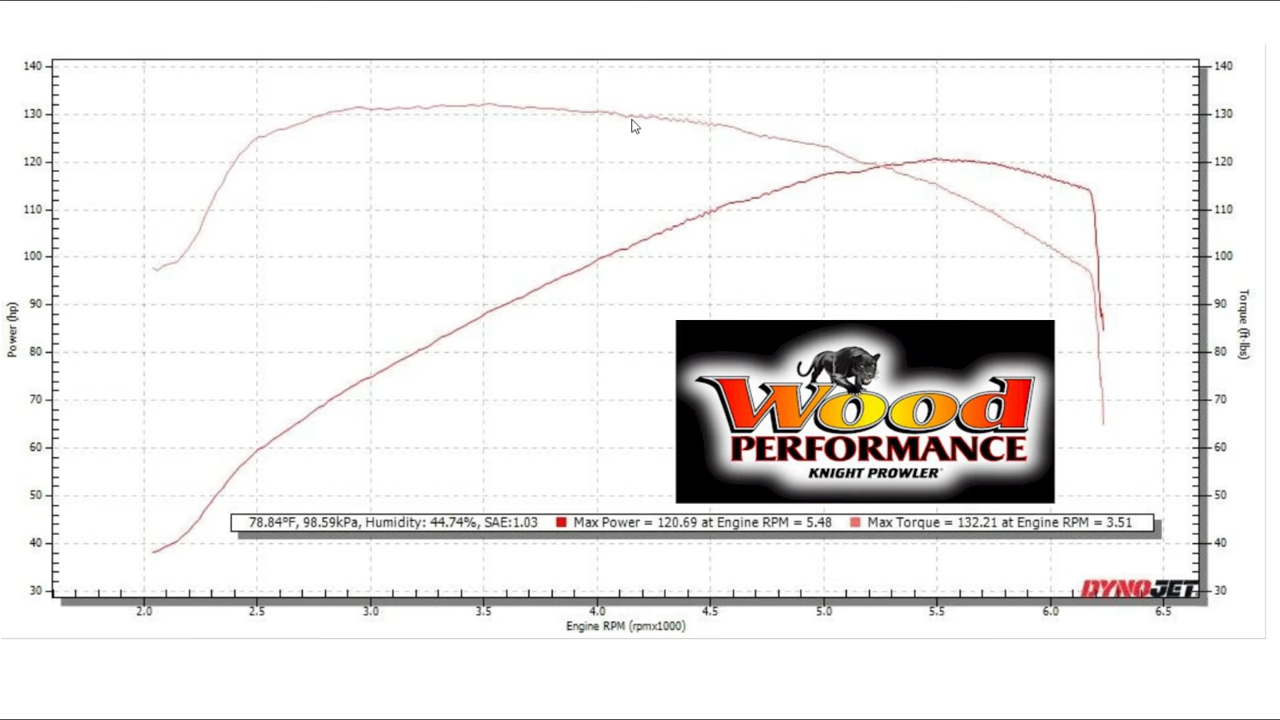 140 140
130 130
120 120
110 110
100 100
90 90
80 80
70 70
60 60
50 50
40 40
30 30
Power (hp)
Torque (ft-lbs)
Wood
PERFORMANCE
KNIGHT PROWLER
78.84°F, 98.59kPa, Humidity: 44.74%, SAE:1.03 Max Power = 120.69 at Engine RPM = 5.48 Max Torque = 132.21 at Engine RPM = 3.51
DYNOJET
2.0 2.5 3.0 3.5 4.0 4.5 5.0 5.5 6.0 6.5
Engine RPM (rpmx1000)